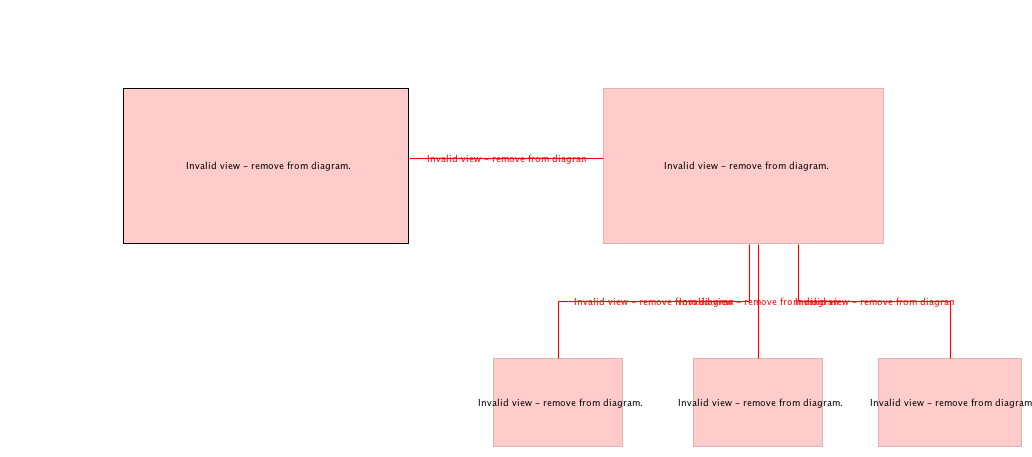 Invalid view - remove from diagram.
Invalid view - remove from diagran
Invalid view - remove from diagram.
Invalid view - remove from diagran
Invalid view - remove from diagran
Invalid view - remove from diagran
Invalid view - remove from diagram.
Invalid view - remove from diagram.
Invalid view - remove from diagram